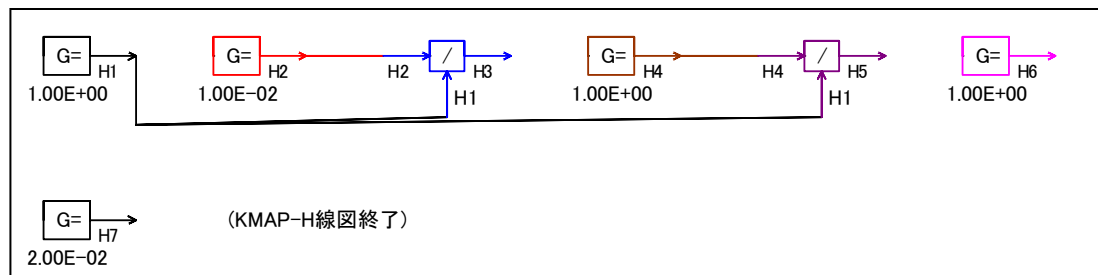 G= H1 G= H2 H2 / H3 G= H4 H4 / H5 G= H6
1.00E+00 1.00E-02 H1 1.00E+00 H1 1.00E+00
G= H7 (KMAP-H線図終了)
2.00E-02